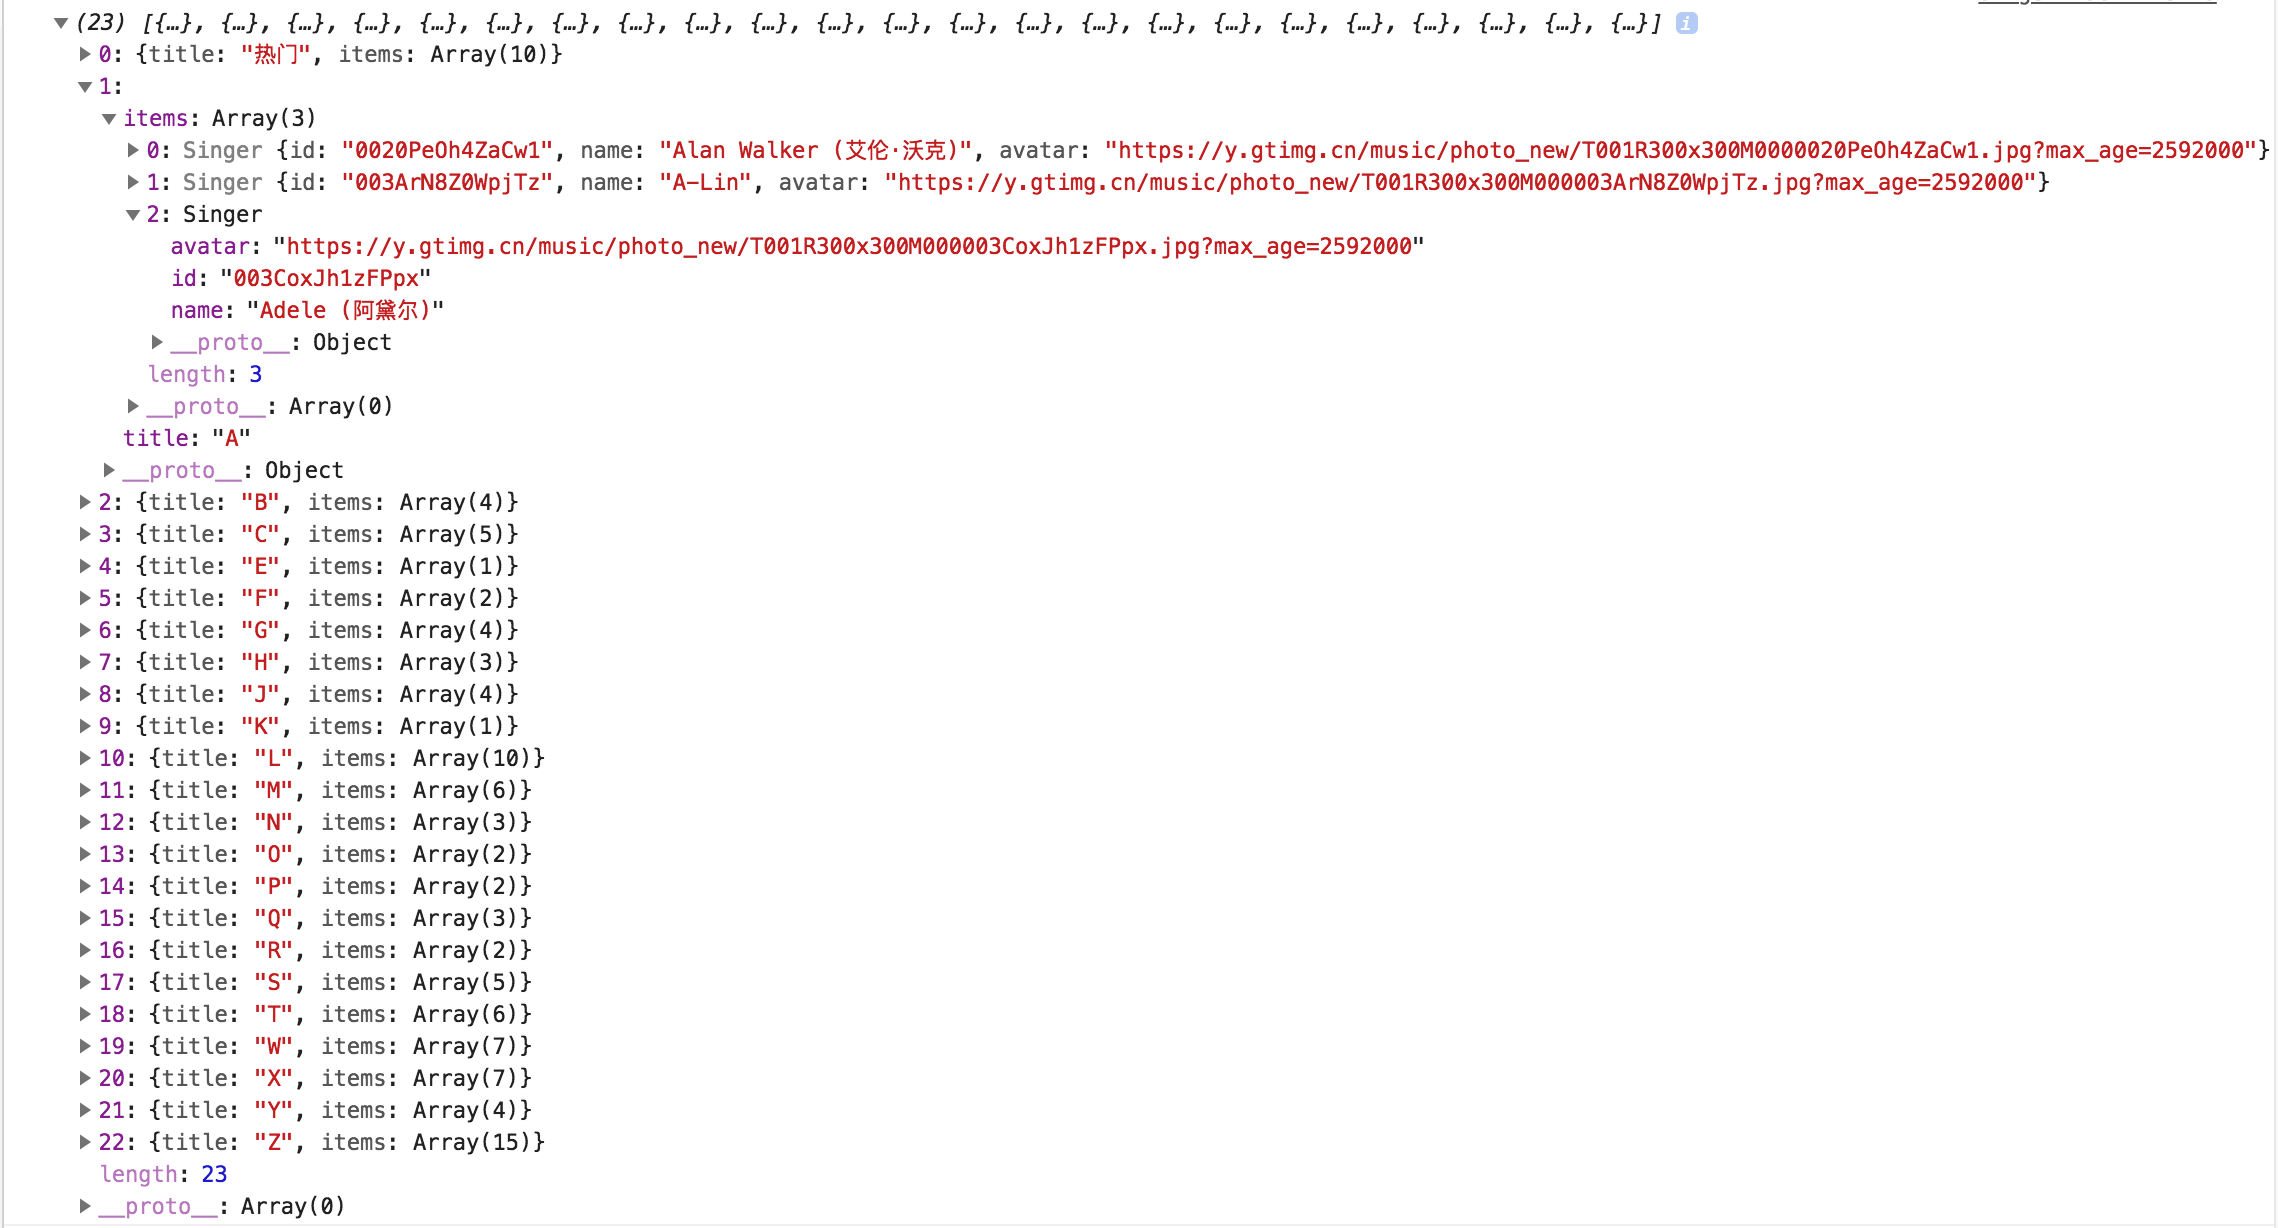 ▼(23) [{…}, {…}, {…}, {…}, {…}, {…}, {…}, {…}, {…}, {…}, {…}, {…}, {…}, {…}, {…}, {…}, {…}, {…}, {…}, {…}, {…}, {…}, {…}] i
▶0: {title: "热门", items: Array(10)}
▼1:
▼items: Array(3)
▶0: Singer {id: "0020PeOh4ZaCw1", name: "Alan Walker (艾伦·沃克)", avatar: "https://y.gtimg.cn/music/photo_new/T001R300x300M0000020PeOh4ZaCw1.jpg?max_age=2592000"}
▶1: Singer {id: "003ArN8Z0WpjTz", name: "A-Lin", avatar: "https://y.gtimg.cn/music/photo_new/T001R300x300M000003ArN8Z0WpjTz.jpg?max_age=2592000"}
▼2: Singer
avatar: "https://y.gtimg.cn/music/photo_new/T001R300x300M000003CoxJh1zFPpx.jpg?max_age=2592000"
id: "003CoxJh1zFPpx"
name: "Adele (阿黛尔)"
▶__proto__: Object
length: 3
▶__proto__: Array(0)
title: "A"
▶__proto__: Object
▶2: {title: "B", items: Array(4)}
▶3: {title: "C", items: Array(5)}
▶4: {title: "E", items: Array(1)}
▶5: {title: "F", items: Array(2)}
▶6: {title: "G", items: Array(4)}
▶7: {title: "H", items: Array(3)}
▶8: {title: "J", items: Array(4)}
▶9: {title: "K", items: Array(1)}
▶10: {title: "L", items: Array(10)}
▶11: {title: "M", items: Array(6)}
▶12: {title: "N", items: Array(3)}
▶13: {title: "O", items: Array(2)}
▶14: {title: "P", items: Array(2)}
▶15: {title: "Q", items: Array(3)}
▶16: {title: "R", items: Array(2)}
▶17: {title: "S", items: Array(5)}
▶18: {title: "T", items: Array(6)}
▶19: {title: "W", items: Array(7)}
▶20: {title: "X", items: Array(7)}
▶21: {title: "Y", items: Array(4)}
▶22: {title: "Z", items: Array(15)}
length: 23
▶__proto__: Array(0)